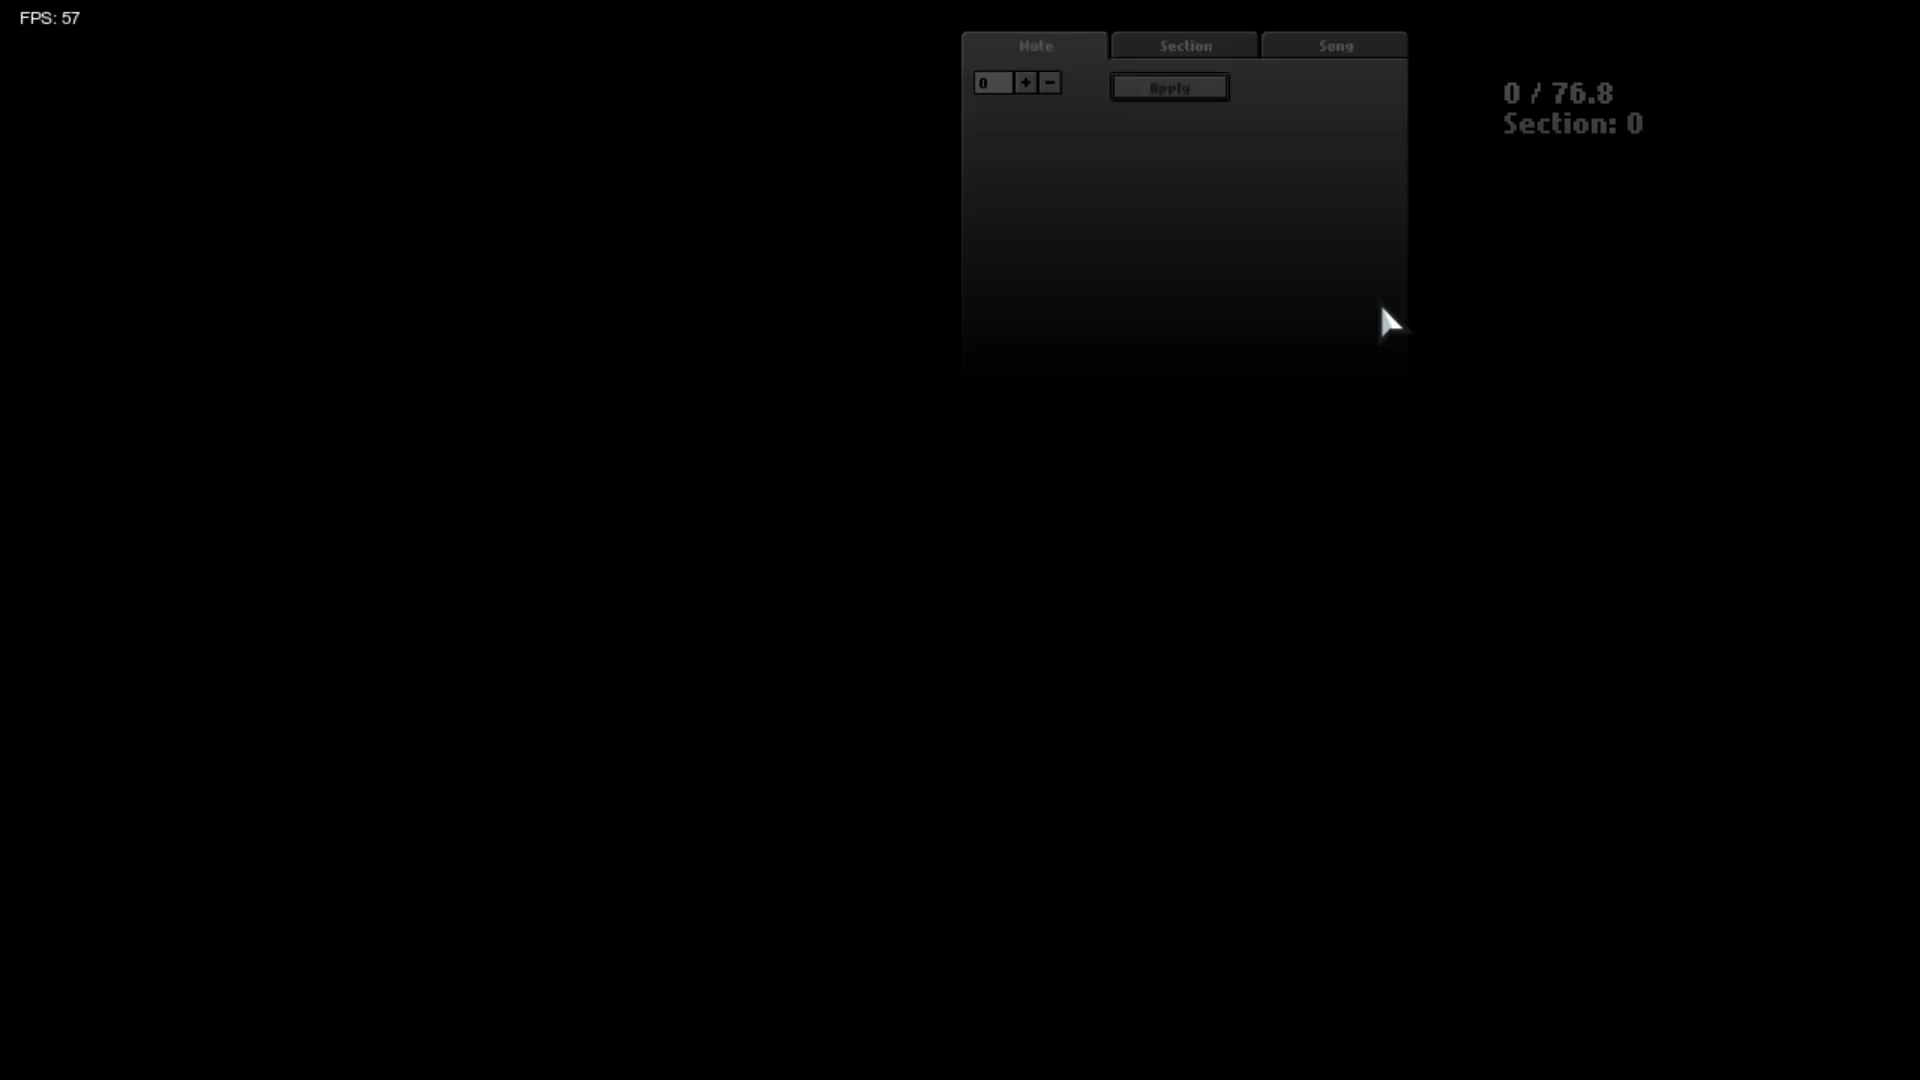 FPS: 57
Note Section Song
0 + -
Apply
0 / 76.8
Section: 0